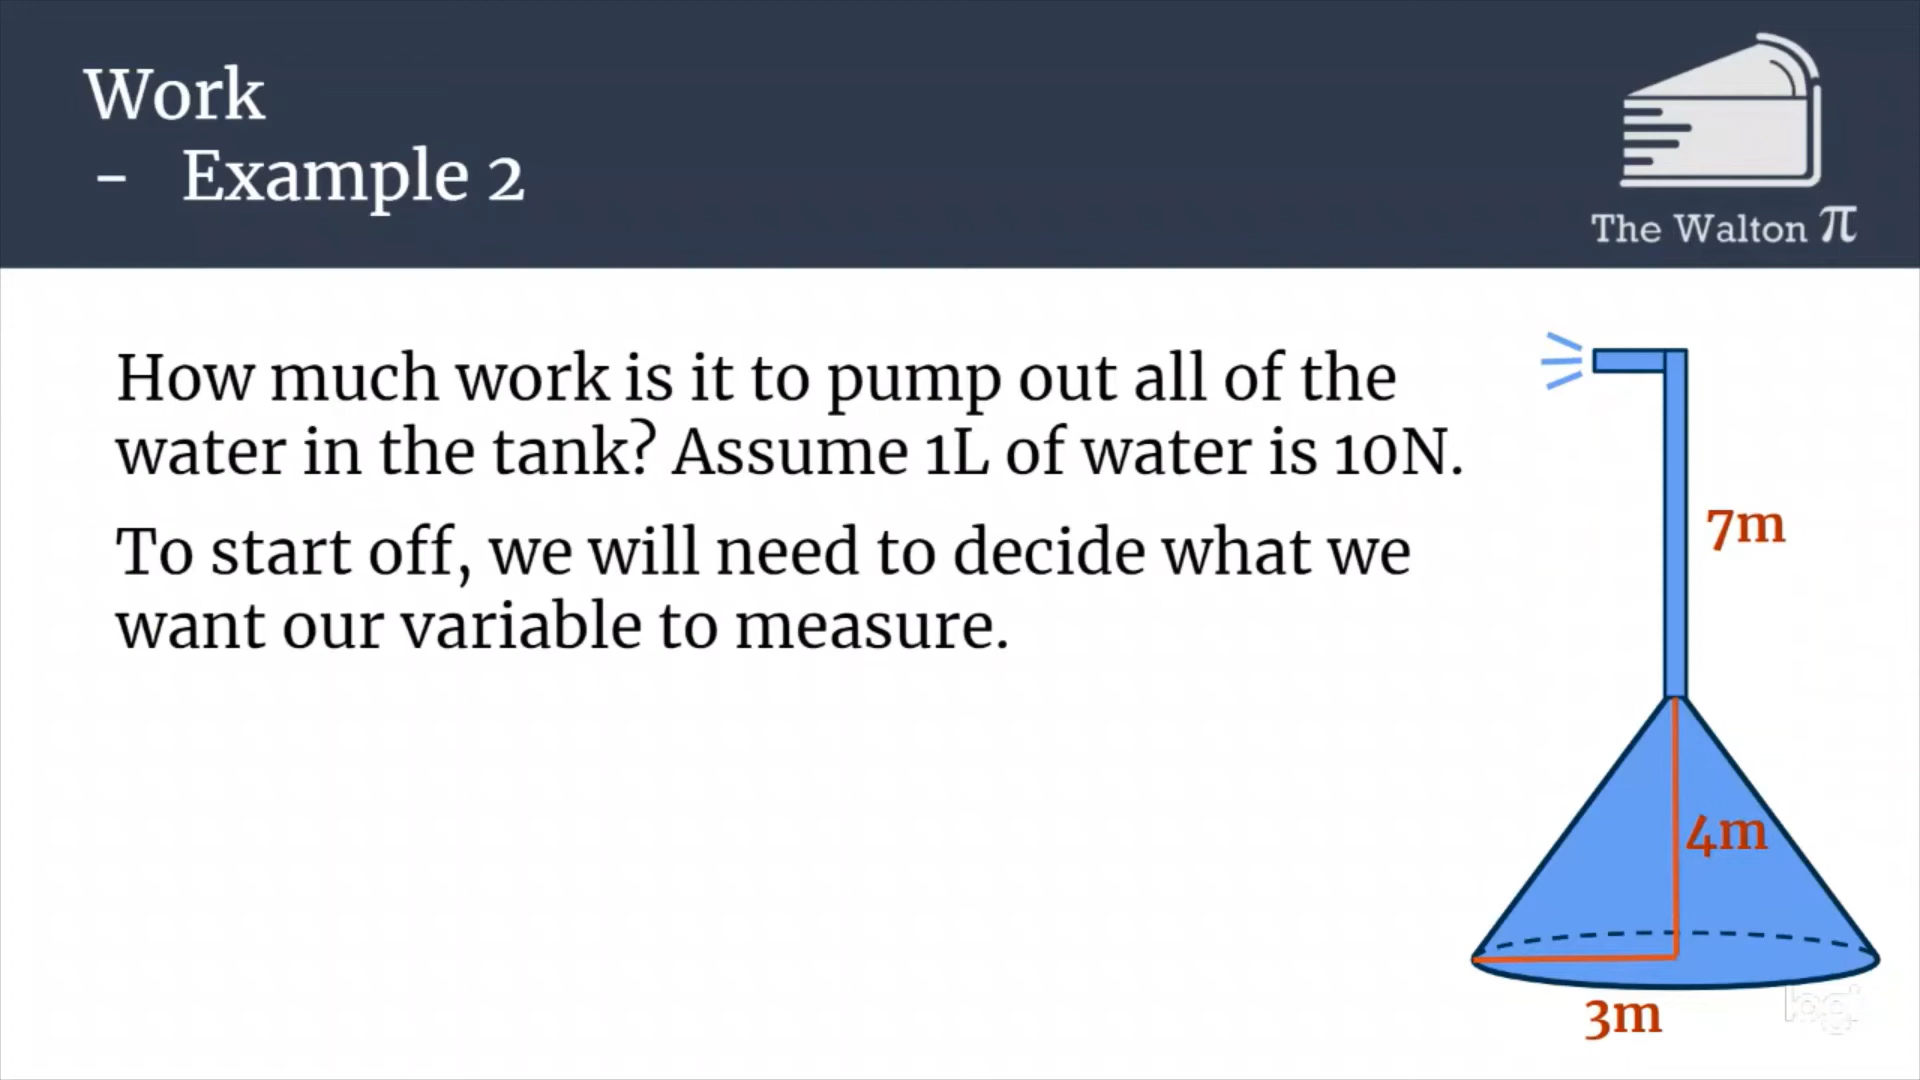 Work
- Example 2
The Walton π
How much work is it to pump out all of the
water in the tank? Assume 1L of water is 10N.
To start off, we will need to decide what we
want our variable to measure.
7m
4m
3m
logi